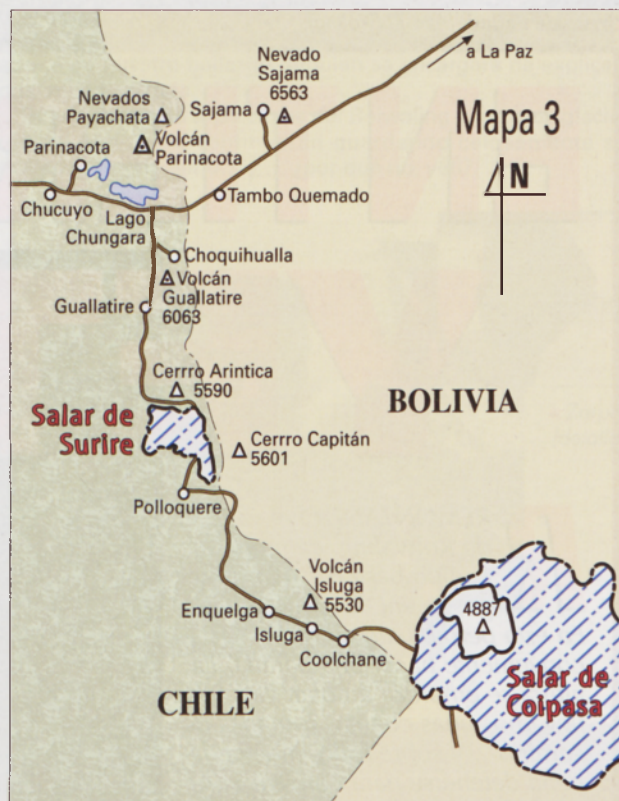 a La Paz
Nevado
Sajama
6563
Sajama
Nevados
Payachata
Mapa 3
Volcán
Parinacota
Parinacota
N
Tambo Quemado
Chucuyo
Lago
Chungara
Choquihualla
Volcán
Guallatire
6063
Guallatire
Cerrro Arintica
5590
BOLIVIA
Salar de
Surire
Cerrro Capitán
5601
Polloquere
Volcán
Isluga
5530
4887
Enquelga
Isluga
Coolchane
Salar de
Coipasa
CHILE